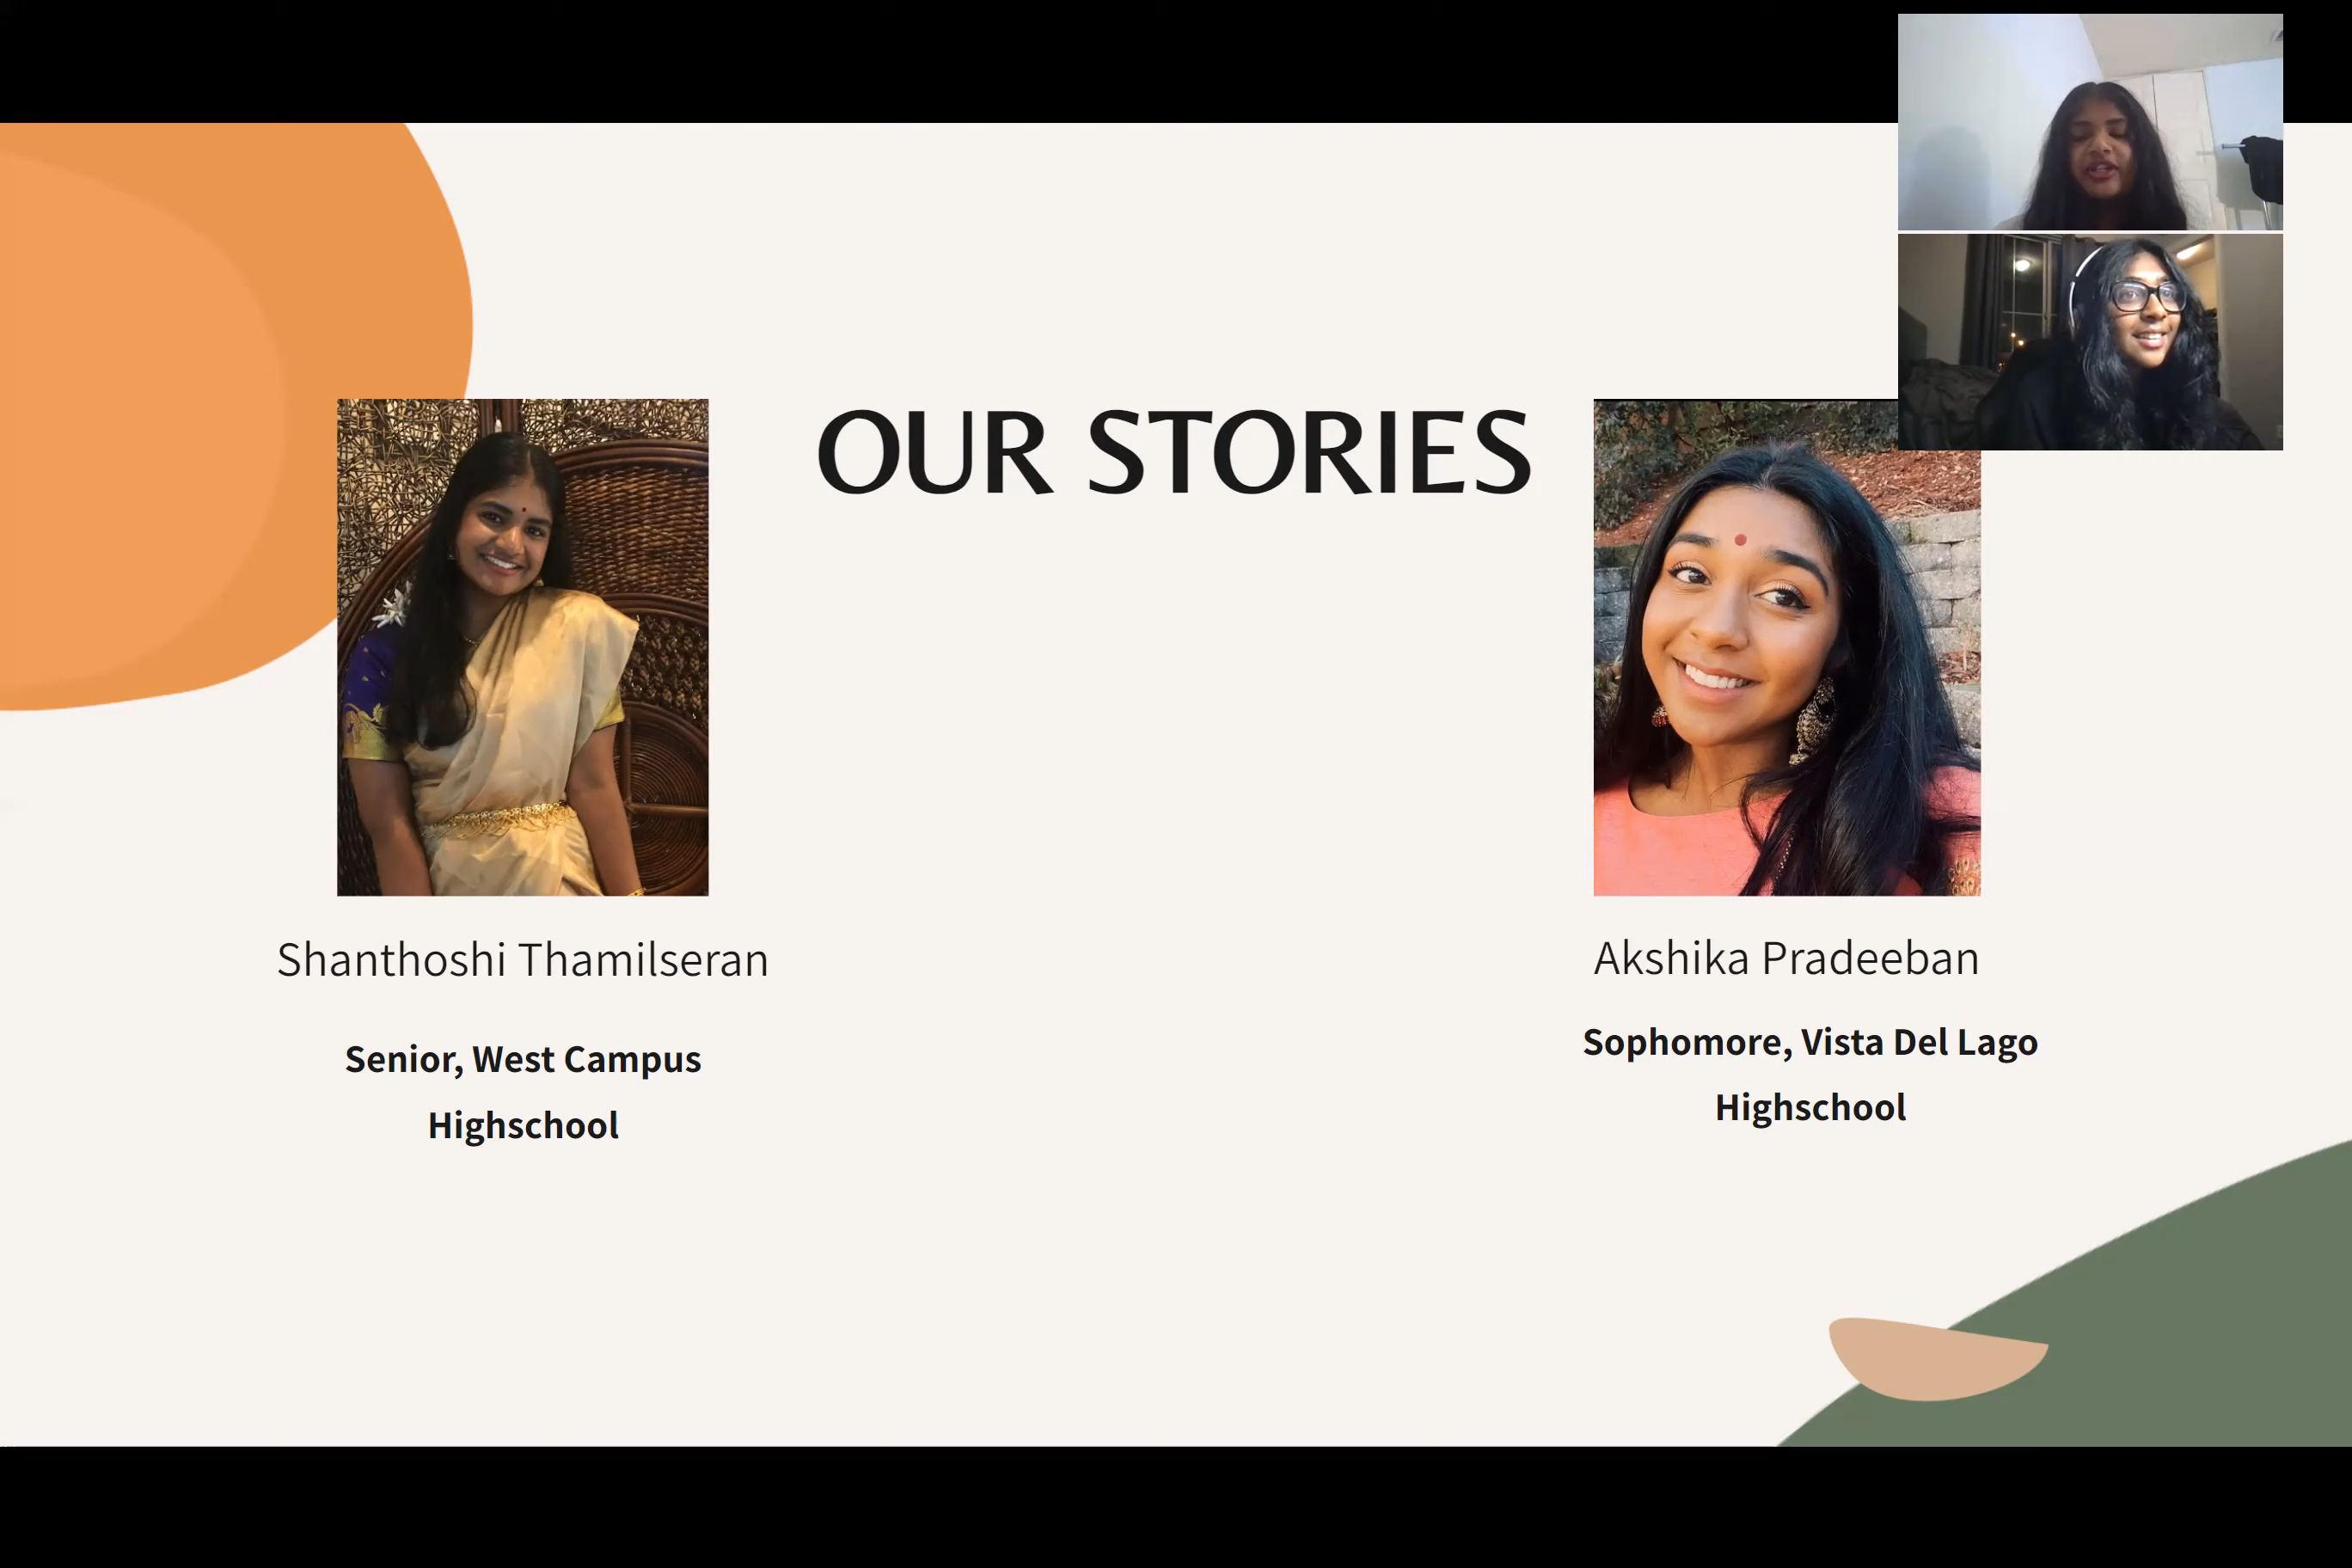 OUR STORIES
Shanthoshi Thamilseran
Senior, West Campus
Highschool
Akshika Pradeeban
Sophomore, Vista Del Lago
Highschool